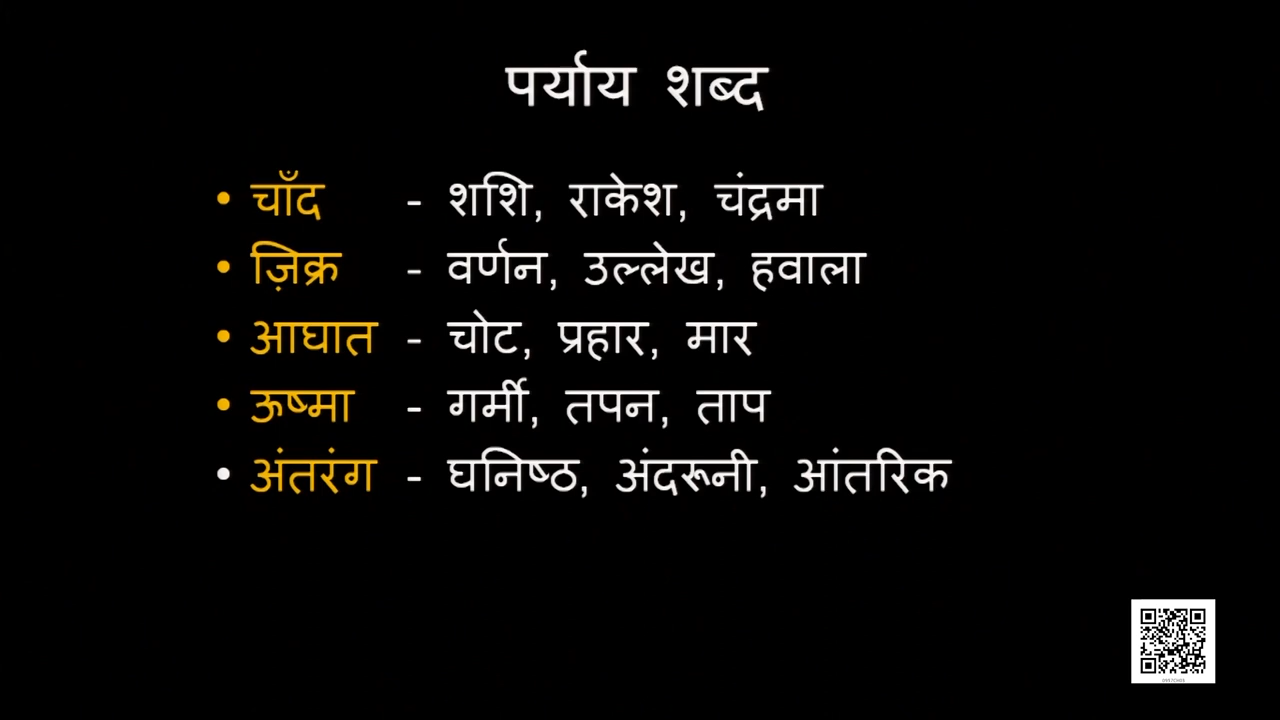 पर्याय शब्द
• चाँद - शशि, राकेश, चंद्रमा
• ज़िक्र - वर्णन, उल्लेख, हवाला
• आघात - चोट, प्रहार, मार
• ऊष्मा - गर्मी, तपन, ताप
• अंतरंग - घनिष्ठ, अंदरूनी, आंतरिक